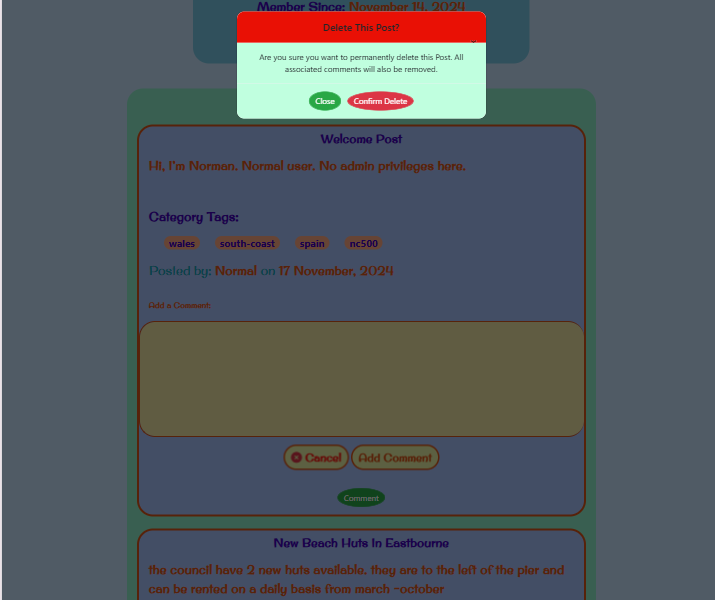 Member Since: November 14, 2024
Delete This Post?
Are you sure you want to permanently delete this Post. All
associated comments will also be removed.
Close Confirm Delete
Welcome Post
Hi, I'm Norman. Normal user. No admin privileges here.
Category Tags:
wales south-coast spain nc500
Posted by: Normal on 17 November, 2024
Add a Comment:
Cancel Add Comment
Comment
New Beach Huts In Eastbourne
the council have 2 new huts available. they are to the left of the pier and
can be rented on a daily basis from march -october